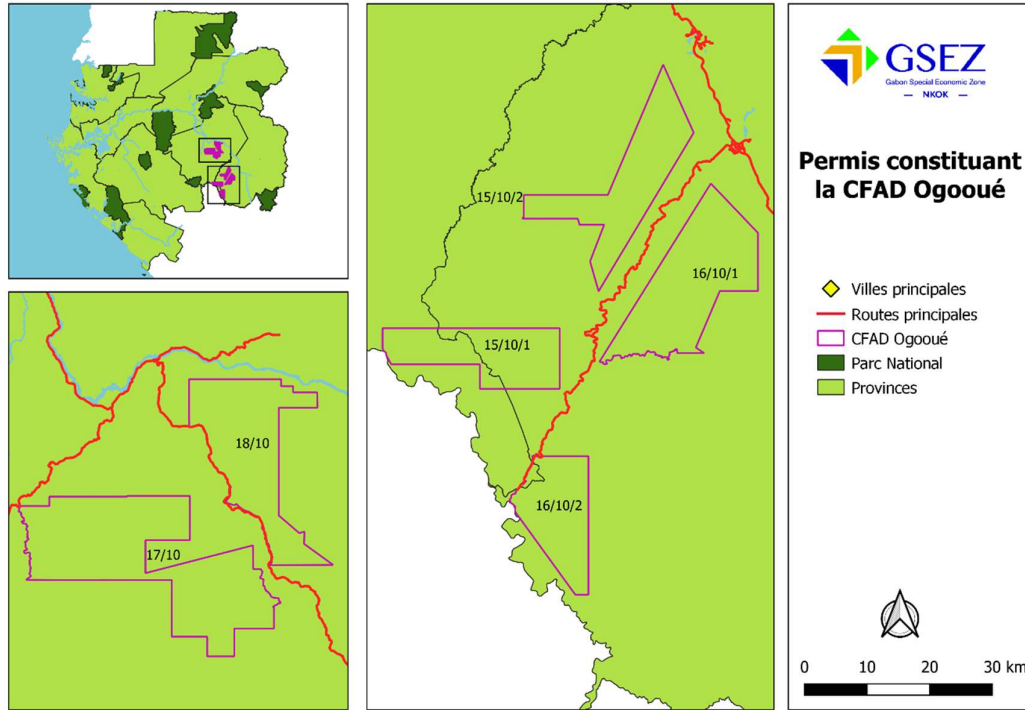 15/10/2
16/10/1
15/10/1
16/10/2
18/10
17/10
GSEZ
Gabon Special Economic Zone
— NKOK —
Permis constituant
la CFAD Ogooué
Villes principales
Routes principales
CFAD Ogooué
Parc National
Provinces
0 10 20 30 km